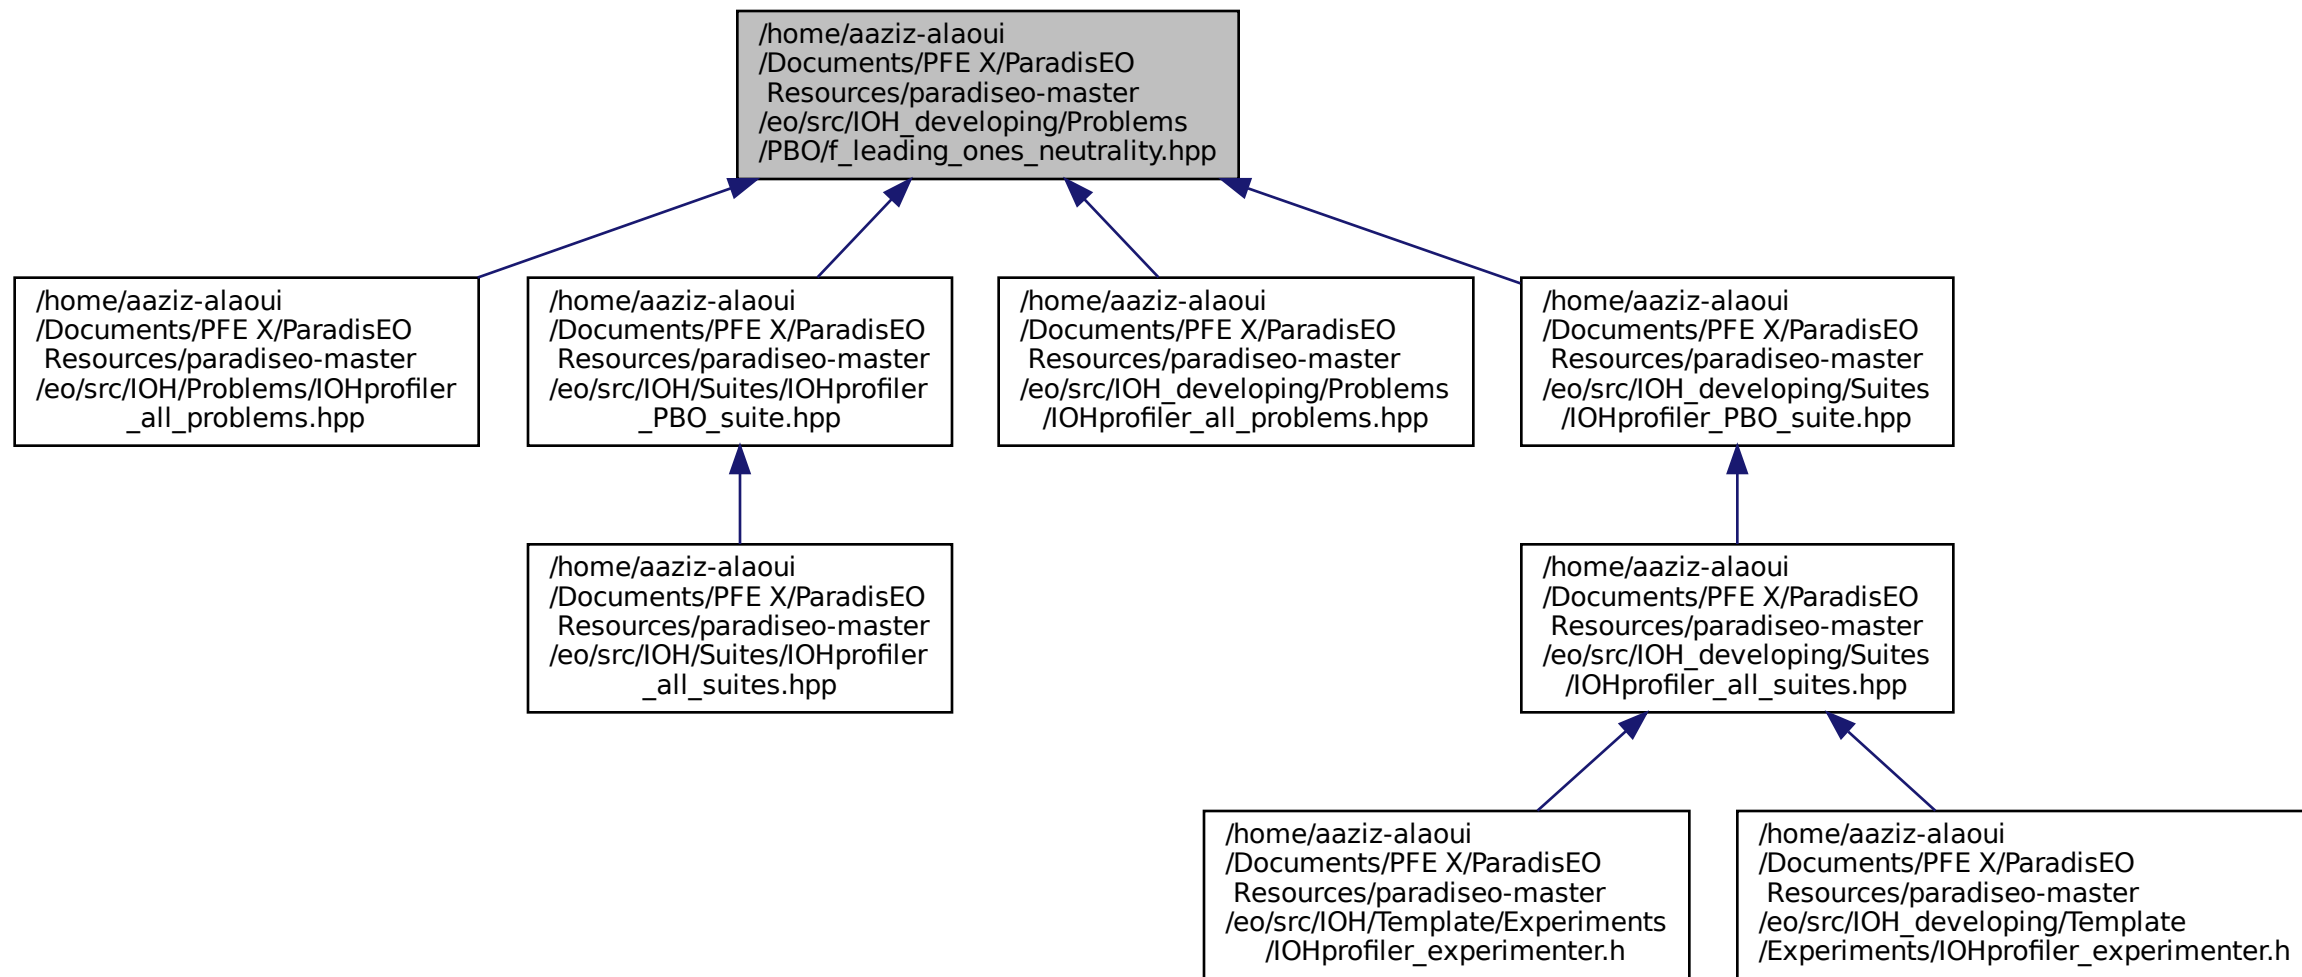 /home/aaziz-alaoui
/Documents/PFE X/ParadisEO
Resources/paradiseo-master
/eo/src/IOH_developing/Problems
/PBO/f_leading_ones_neutrality.hpp
/home/aaziz-alaoui
/Documents/PFE X/ParadisEO
Resources/paradiseo-master
/eo/src/IOH/Problems/IOHprofiler
_all_problems.hpp
/home/aaziz-alaoui
/Documents/PFE X/ParadisEO
Resources/paradiseo-master
/eo/src/IOH/Suites/IOHprofiler
_PBO_suite.hpp
/home/aaziz-alaoui
/Documents/PFE X/ParadisEO
Resources/paradiseo-master
/eo/src/IOH_developing/Problems
/IOHprofiler_all_problems.hpp
/home/aaziz-alaoui
/Documents/PFE X/ParadisEO
Resources/paradiseo-master
/eo/src/IOH_developing/Suites
/IOHprofiler_PBO_suite.hpp
/home/aaziz-alaoui
/Documents/PFE X/ParadisEO
Resources/paradiseo-master
/eo/src/IOH/Suites/IOHprofiler
_all_suites.hpp
/home/aaziz-alaoui
/Documents/PFE X/ParadisEO
Resources/paradiseo-master
/eo/src/IOH_developing/Suites
/IOHprofiler_all_suites.hpp
/home/aaziz-alaoui
/Documents/PFE X/ParadisEO
Resources/paradiseo-master
/eo/src/IOH/Template/Experiments
/IOHprofiler_experimenter.h
/home/aaziz-alaoui
/Documents/PFE X/ParadisEO
Resources/paradiseo-master
/eo/src/IOH_developing/Template
/Experiments/IOHprofiler_experimenter.h